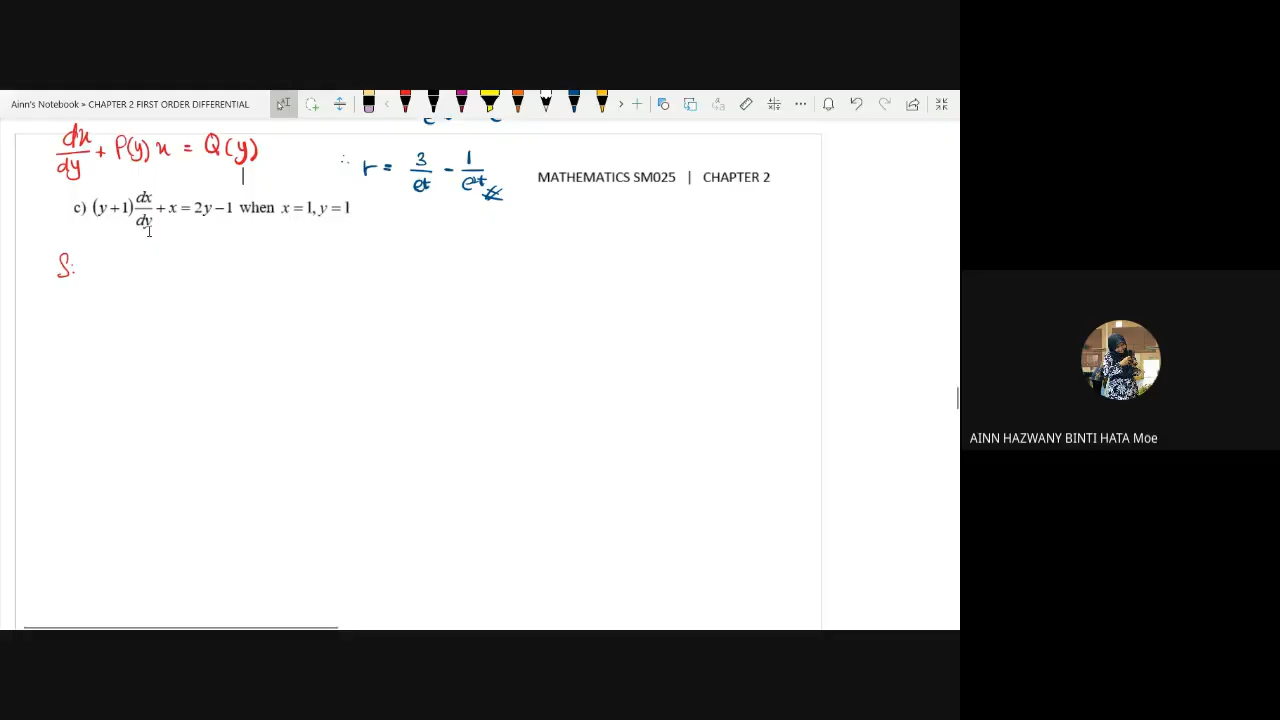 Ainn's Notebook > CHAPTER 2 FIRST ORDER DIFFERENTIAL
dx/dy + P(y) x = Q(y)
∴ r = 3/e^t - 1/e^2t
MATHEMATICS SM025 | CHAPTER 2
c) (y+1) dx/dy + x = 2y − 1 when x = 1, y = 1
S:
AINN HAZWANY BINTI HATA Moe